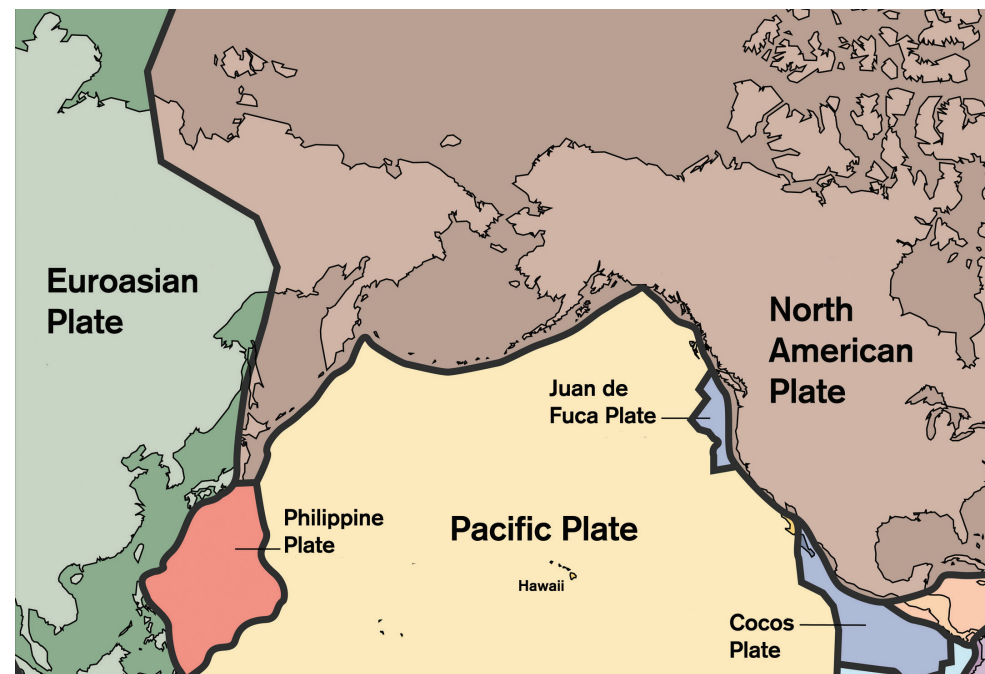 Euroasian
Plate
North
American
Plate
Juan de
Fuca Plate
Philippine
Plate
Pacific Plate
Hawaii
Cocos
Plate